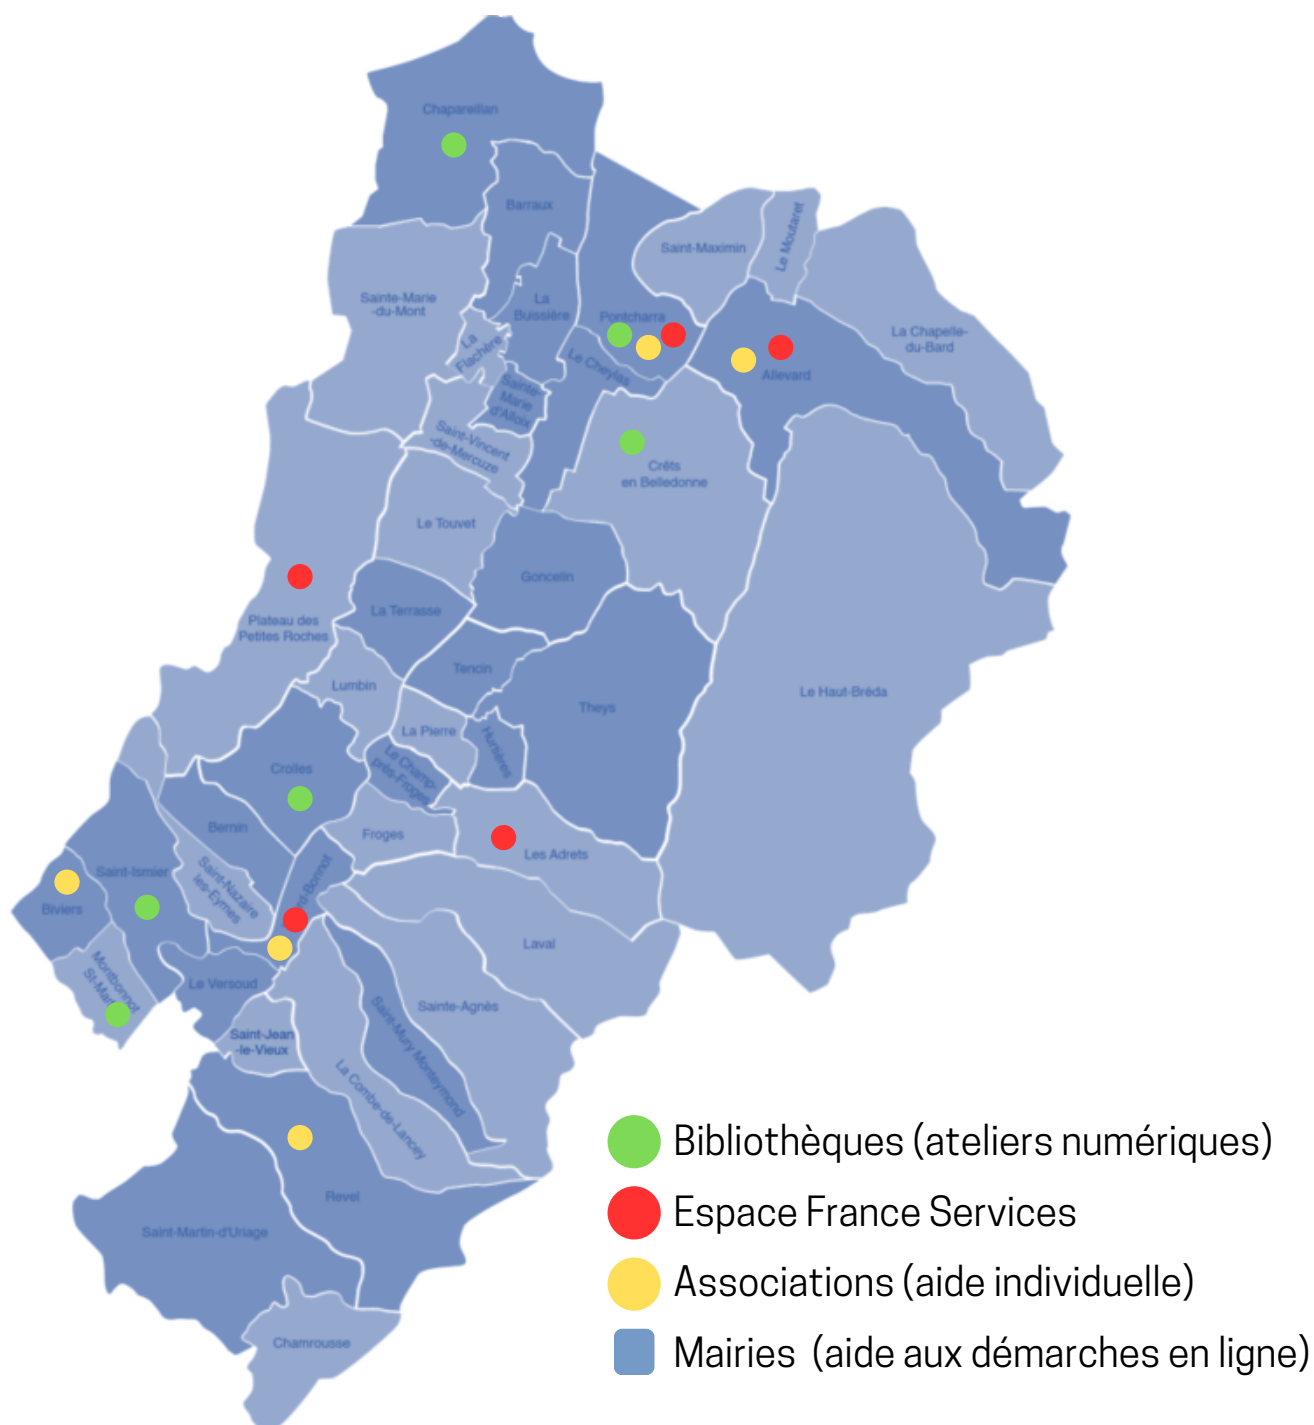 Chapareillan
Barraux
Saint-Maximin
Le Moutaret
Sainte-Marie
-du-Mont
La
Buissière
Pontcharra
La Chapelle-
du-Bard
La
Flachère
Le Cheylas
Allevard
Sainte-
Marie
d'Alloix
Saint-Vincent
-de-Mercuze
Crêts
en Belledonne
Le Touvet
Goncelin
La Terrasse
Plateau des
Petites Roches
Tencin
Lumbin
Le Haut-Bréda
Theys
La Pierre
Hurtières
Crolles
Le Champ-
près-Froges
Bernin
Froges
Les Adrets
Saint-Ismier
Saint-Nazaire
les-Eymes
rd-Bonnot
Biviers
Laval
Montbonnot
St-Mar
Le Versoud
Sainte-Agnès
Saint-Mury Monteymond
Saint-Jean
-le-Vieux
La Combe-de-Lancey
Revel
Saint-Martin-d'Uriage
Chamrousse
Bibliothèques (ateliers numériques)
Espace France Services
Associations (aide individuelle)
Mairies (aide aux démarches en ligne)